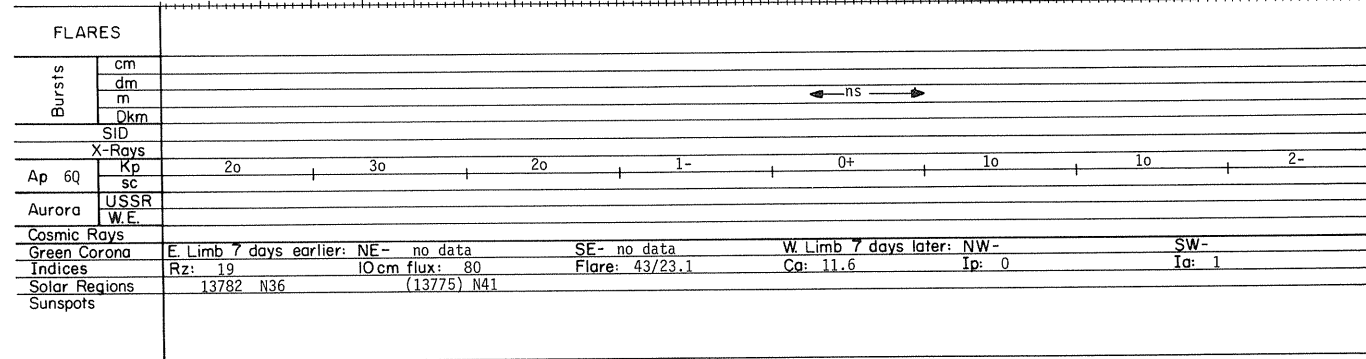 FLARES
Bursts
cm
dm
m
ns
Dkm
SID
X-Rays
Ap 6Q
Kp 2o 3o 2o 1- 0+ 1o 1o 2-
sc
Aurora
USSR
W.E.
Cosmic Rays
Green Corona E. Limb 7 days earlier: NE- no data SE- no data W. Limb 7 days later: NW- SW-
Indices Rz: 19 10cm flux: 80 Flare: 43/23.1 Ca: 11.6 Ip: 0 Ia: 1
Solar Regions 13782 N36 (13775) N41
Sunspots